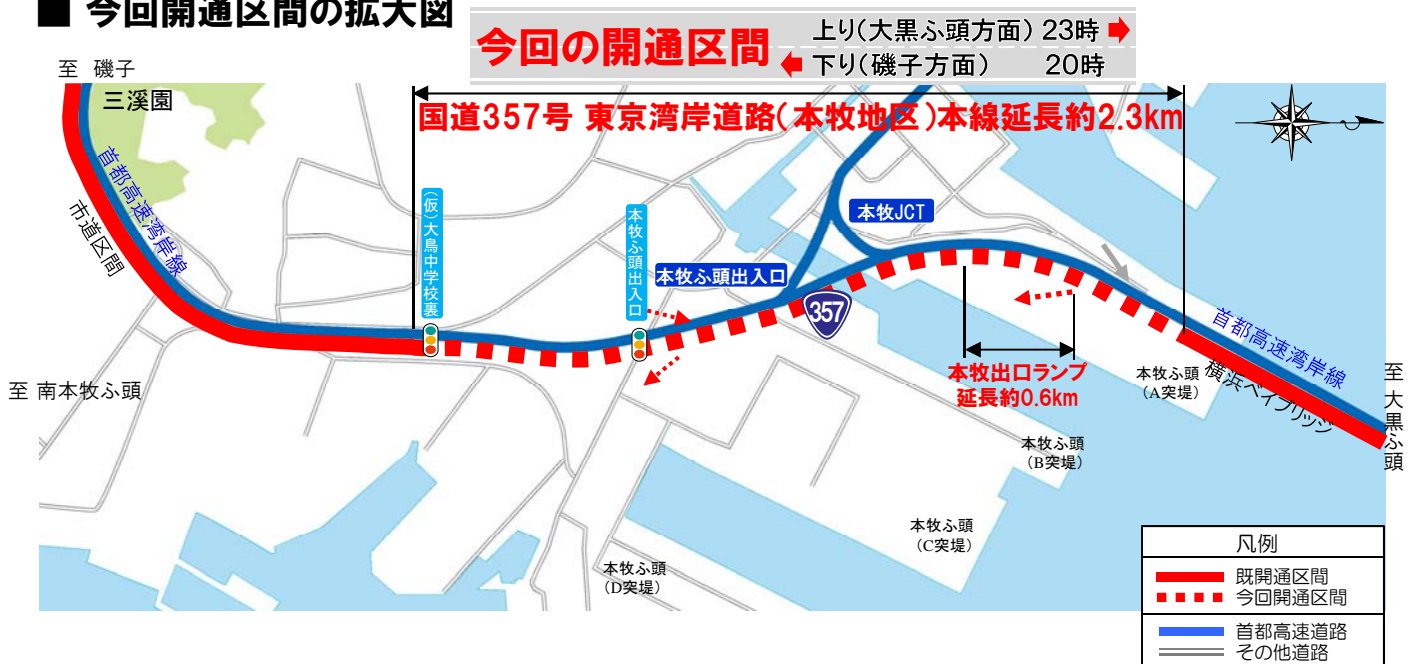 ■ 今回開通区間の拡大図
今回の開通区間
上り(大黒ふ頭方面) 23時
下り(磯子方面) 20時
至 磯子
三溪園
国道357号 東京湾岸道路(本牧地区)本線延長約2.3km
首都高速湾岸線
市道区間
(仮)大鳥中学校裏
本牧ふ頭出入口
本牧ふ頭出入口
本牧JCT
357
本牧出口ランプ
延長約0.6km
首都高速湾岸線
横浜ベイブリッジ
至 大黒ふ頭
至 南本牧ふ頭
本牧ふ頭
(A突堤)
本牧ふ頭
(B突堤)
本牧ふ頭
(C突堤)
本牧ふ頭
(D突堤)
凡例
既開通区間
今回開通区間
首都高速道路
その他道路